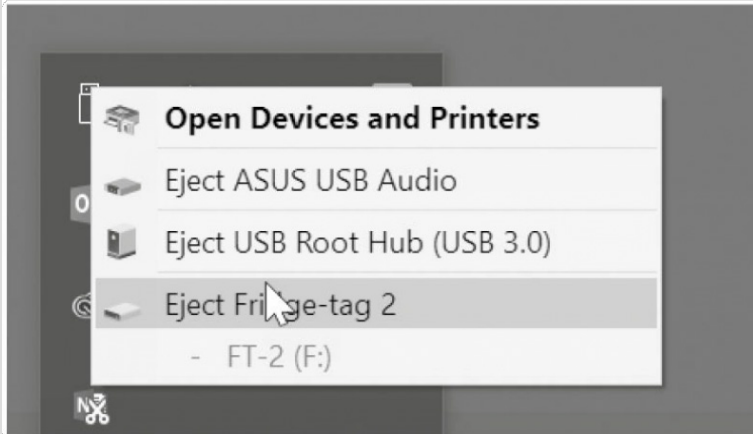 Open Devices and Printers
Eject ASUS USB Audio
Eject USB Root Hub (USB 3.0)
Eject Fridge-tag 2
- FT-2 (F:)
N